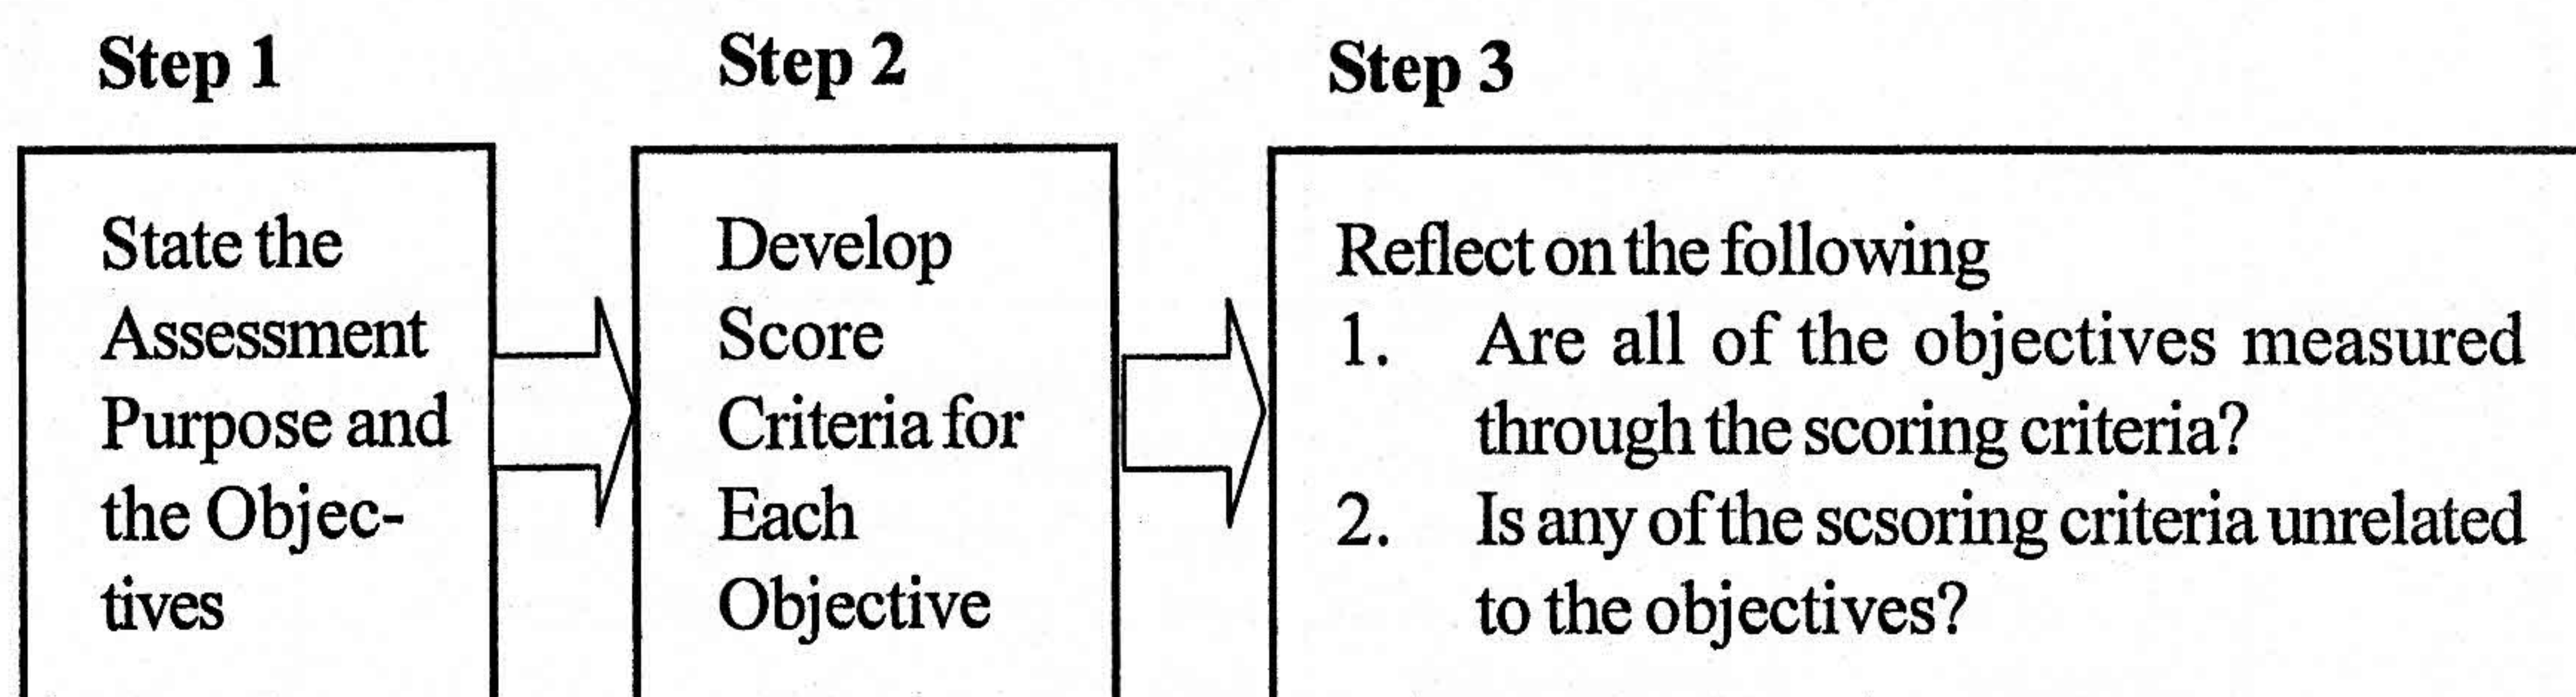 Step 1
State the
Assessment
Purpose and
the Objec-
tives
Step 2
Develop
Score
Criteria for
Each
Objective
Step 3
Reflect on the following
1. Are all of the objectives measured
through the scoring criteria?
2. Is any of the scsoring criteria unrelated
to the objectives?